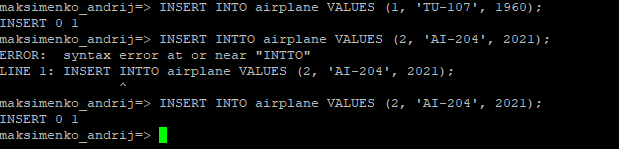 maksimenko_andrij=> INSERT INTO airplane VALUES (1, 'TU-107', 1960);
INSERT 0 1
maksimenko_andrij=> INSERT INTTO airplane VALUES (2, 'AI-204', 2021);
ERROR:  syntax error at or near "INTTO"
LINE 1: INSERT INTTO airplane VALUES (2, 'AI-204', 2021);
               ^
maksimenko_andrij=> INSERT INTO airplane VALUES (2, 'AI-204', 2021);
INSERT 0 1
maksimenko_andrij=>